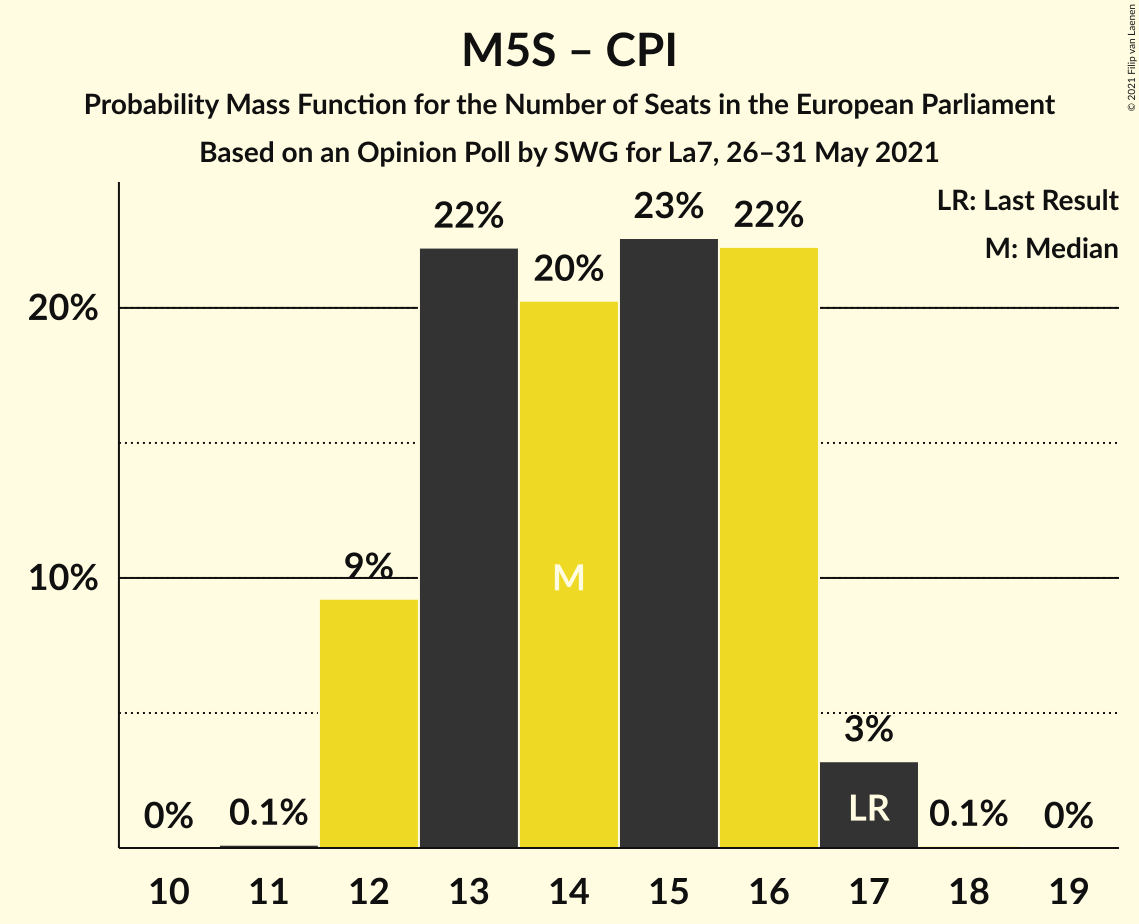 M5S – CPI
Probability Mass Function for the Number of Seats in the European Parliament
Based on an Opinion Poll by SWG for La7, 26–31 May 2021
© 2021 Filip van Laenen
LR: Last Result
M: Median
22%
20%
23%
22%
20%
9%
10%
M
3%
LR
0%
0.1%
0.1%
0%
10 11 12 13 14 15 16 17 18 19